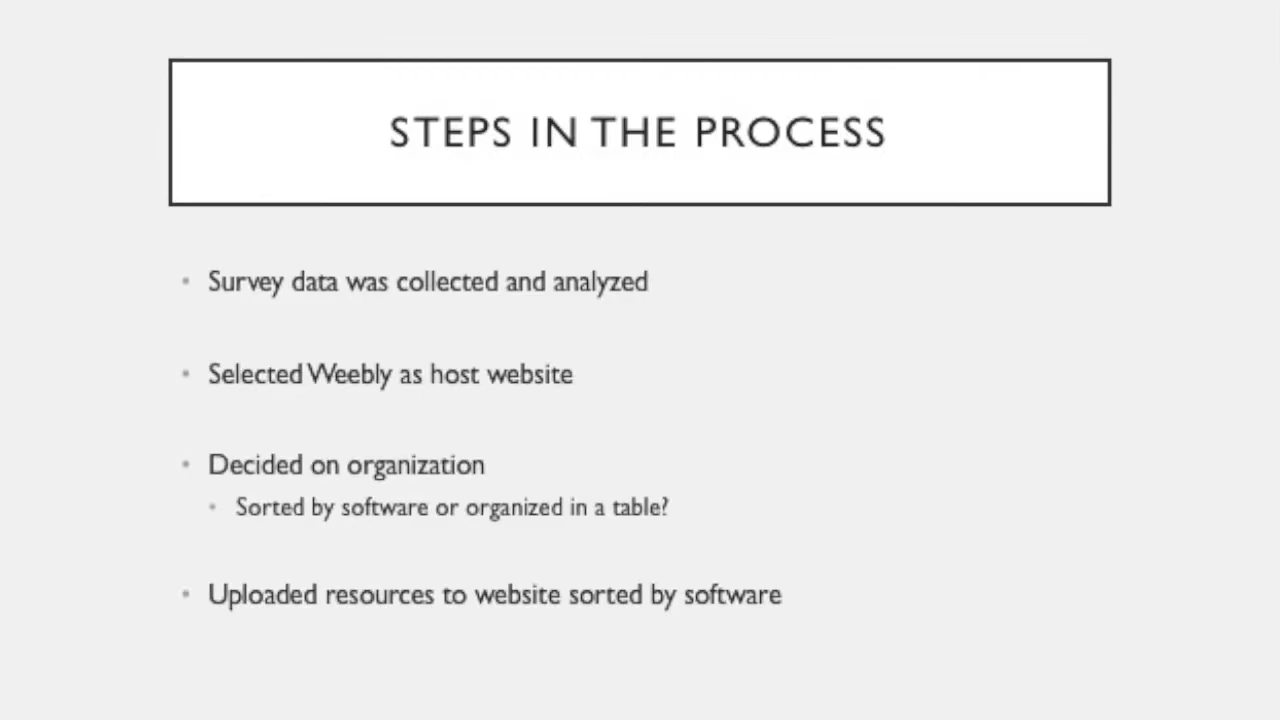 STEPS IN THE PROCESS
• Survey data was collected and analyzed
• Selected Weebly as host website
• Decided on organization
• Sorted by software or organized in a table?
• Uploaded resources to website sorted by software